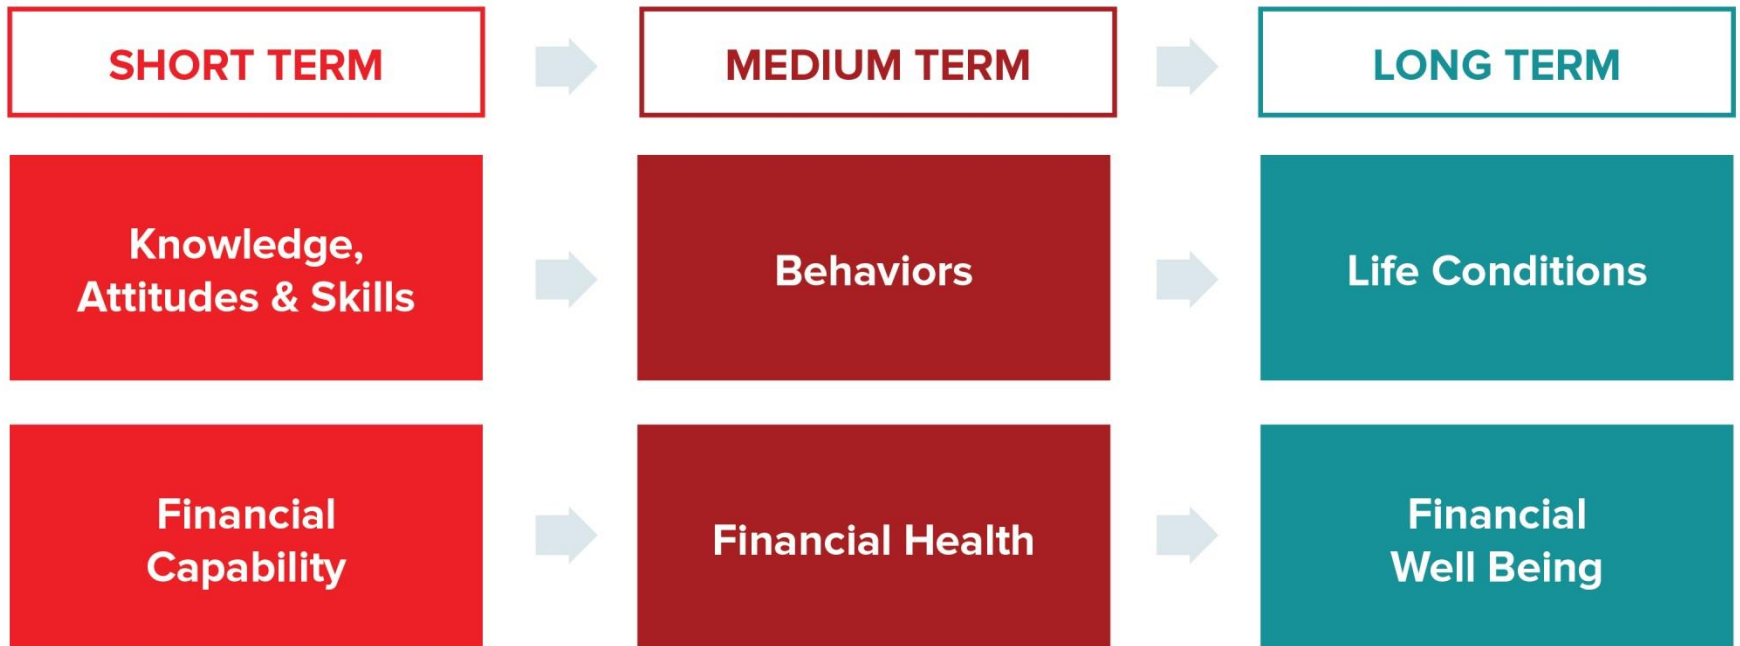 SHORT TERM
MEDIUM TERM
LONG TERM
Knowledge,
Attitudes & Skills
Behaviors
Life Conditions
Financial
Capability
Financial Health
Financial
Well Being